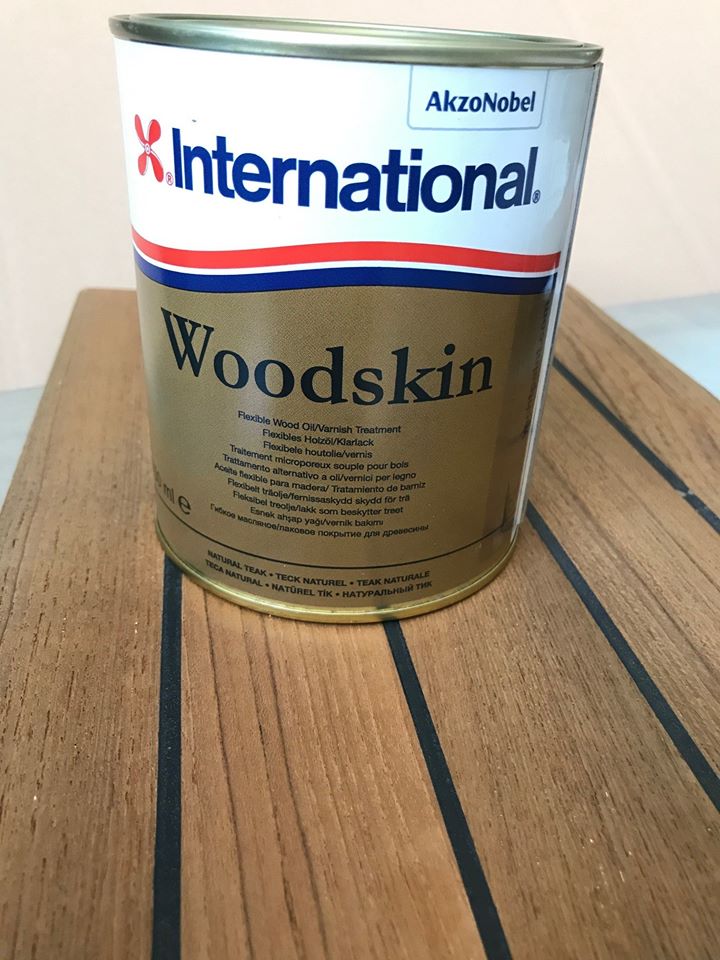 AkzoNobel
International®
Woodskin
Flexible Wood Oil/Varnish Treatment
Flexibles Holzöl/Klarlack
Flexibele houtolie/vernis
Traitement microporeux souple pour bois
Trattamento alternativo a oli/vernici per legno
Aceite flexible para madera/ Tratamiento de barniz
Flexibelt träolje/fernissaskydd skydd för trä
Fleksibel treolje/lakk som beskytter treet
Esnek ahşap yağı/vernik bakımı
Гибкое масляное/лаковое покрытие для древесины
ml e
NATURAL TEAK • TECK NATUREL • TEAK NATURALE
TECA NATURAL • NATÜREL TİK • НАТУРАЛЬНЫЙ ТИК